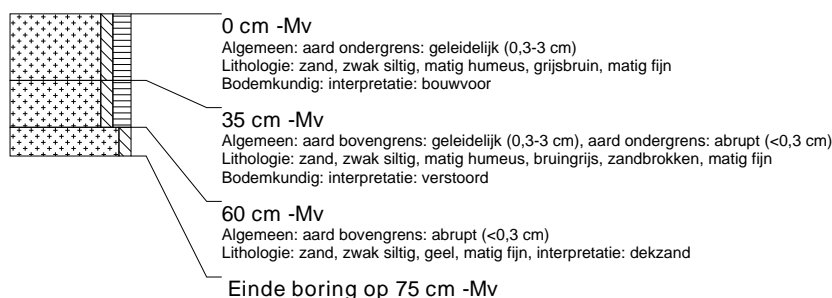 0 cm -Mv
Algemeen: aard ondergrens: geleidelijk (0,3-3 cm)
Lithologie: zand, zwak siltig, matig humeus, grijsbruin, matig fijn
Bodemkundig: interpretatie: bouwvoor
35 cm -Mv
Algemeen: aard bovengrens: geleidelijk (0,3-3 cm), aard ondergrens: abrupt (<0,3 cm)
Lithologie: zand, zwak siltig, matig humeus, bruingrijs, zandbrokken, matig fijn
Bodemkundig: interpretatie: verstoord
60 cm -Mv
Algemeen: aard bovengrens: abrupt (<0,3 cm)
Lithologie: zand, zwak siltig, geel, matig fijn, interpretatie: dekzand
Einde boring op 75 cm -Mv